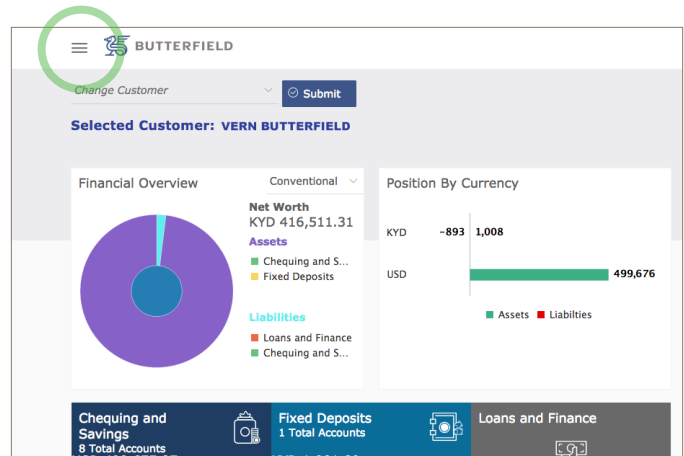 BUTTERFIELD
Change Customer
Submit
Selected Customer: VERN BUTTERFIELD
Financial Overview
Conventional
Net Worth
KYD 416,511.31
Assets
Chequing and S...
Fixed Deposits
Liabilities
Loans and Finance
Chequing and S...
Position By Currency
KYD -893 1,008
USD 499,676
Assets Liabilties
Chequing and
Savings
8 Total Accounts
Fixed Deposits
1 Total Accounts
Loans and Finance